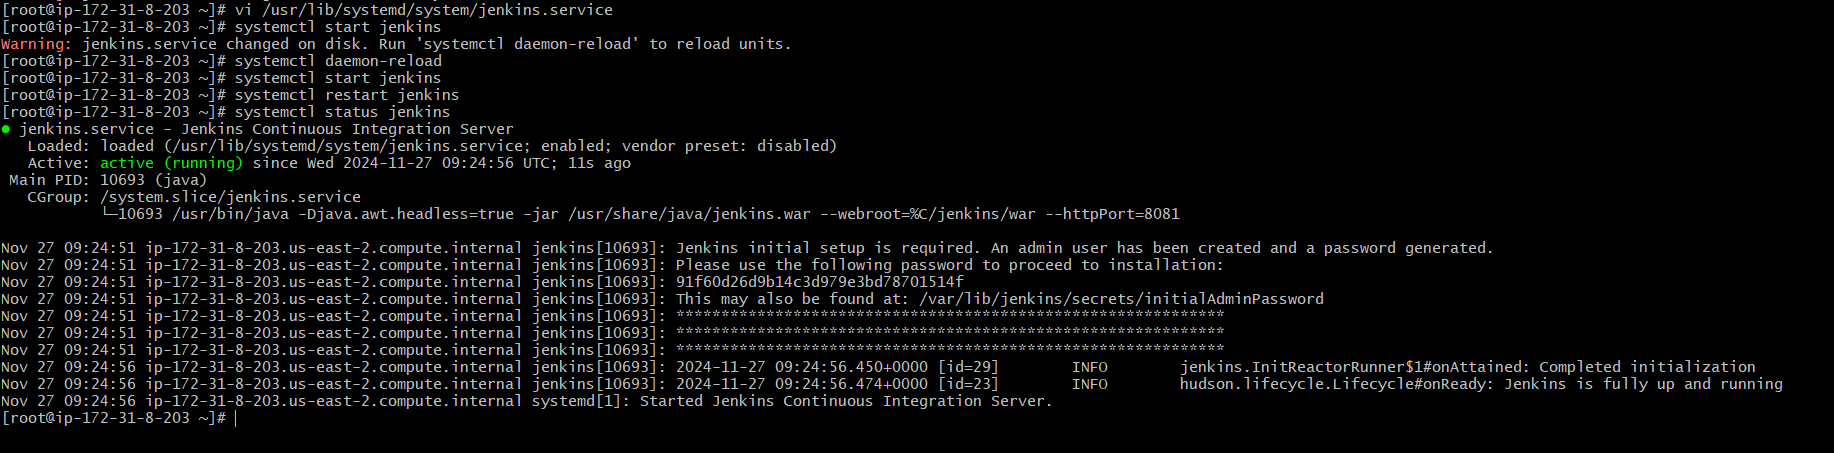 [root@ip-172-31-8-203 ~]# vi /usr/lib/systemd/system/jenkins.service
[root@ip-172-31-8-203 ~]# systemctl start jenkins
Warning: jenkins.service changed on disk. Run 'systemctl daemon-reload' to reload units.
[root@ip-172-31-8-203 ~]# systemctl daemon-reload
[root@ip-172-31-8-203 ~]# systemctl start jenkins
[root@ip-172-31-8-203 ~]# systemctl restart jenkins
[root@ip-172-31-8-203 ~]# systemctl status jenkins
● jenkins.service - Jenkins Continuous Integration Server
   Loaded: loaded (/usr/lib/systemd/system/jenkins.service; enabled; vendor preset: disabled)
   Active: active (running) since Wed 2024-11-27 09:24:56 UTC; 11s ago
 Main PID: 10693 (java)
   CGroup: /system.slice/jenkins.service
           └─10693 /usr/bin/java -Djava.awt.headless=true -jar /usr/share/java/jenkins.war --webroot=%C/jenkins/war --httpPort=8081
Nov 27 09:24:51 ip-172-31-8-203.us-east-2.compute.internal jenkins[10693]: Jenkins initial setup is required. An admin user has been created and a password generated.
Nov 27 09:24:51 ip-172-31-8-203.us-east-2.compute.internal jenkins[10693]: Please use the following password to proceed to installation:
Nov 27 09:24:51 ip-172-31-8-203.us-east-2.compute.internal jenkins[10693]: 91f60d26d9b14c3d979e3bd78701514f
Nov 27 09:24:51 ip-172-31-8-203.us-east-2.compute.internal jenkins[10693]: This may also be found at: /var/lib/jenkins/secrets/initialAdminPassword
Nov 27 09:24:51 ip-172-31-8-203.us-east-2.compute.internal jenkins[10693]: *************************************************************
Nov 27 09:24:51 ip-172-31-8-203.us-east-2.compute.internal jenkins[10693]: *************************************************************
Nov 27 09:24:51 ip-172-31-8-203.us-east-2.compute.internal jenkins[10693]: *************************************************************
Nov 27 09:24:56 ip-172-31-8-203.us-east-2.compute.internal jenkins[10693]: 2024-11-27 09:24:56.450+0000 [id=29]        INFO        jenkins.InitReactorRunner$1#onAttained: Completed initialization
Nov 27 09:24:56 ip-172-31-8-203.us-east-2.compute.internal jenkins[10693]: 2024-11-27 09:24:56.474+0000 [id=23]        INFO        hudson.lifecycle.Lifecycle#onReady: Jenkins is fully up and running
Nov 27 09:24:56 ip-172-31-8-203.us-east-2.compute.internal systemd[1]: Started Jenkins Continuous Integration Server.
[root@ip-172-31-8-203 ~]#